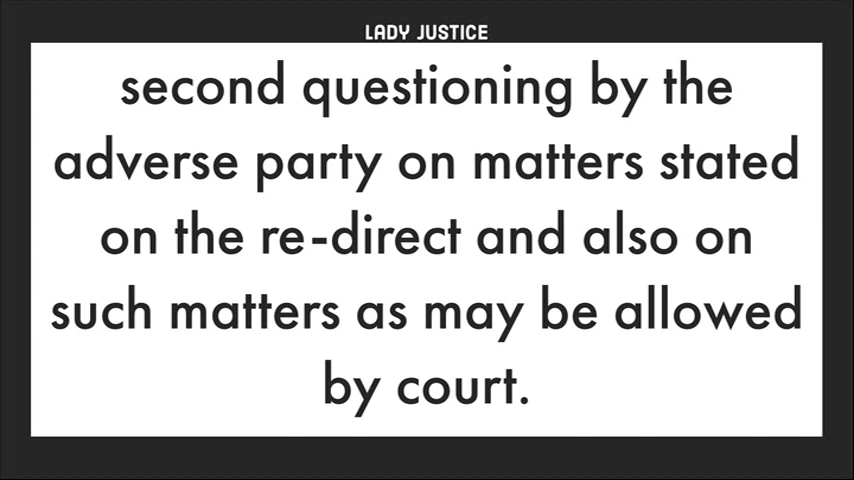 LADY JUSTICE
second questioning by the
adverse party on matters stated
on the re-direct and also on
such matters as may be allowed
by court.